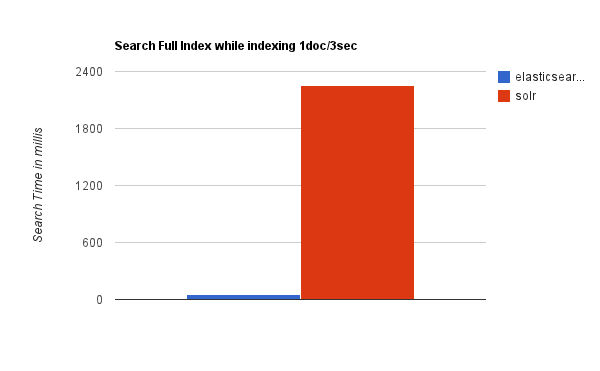 Search Full Index while indexing 1doc/3sec
2400
1800
1200
600
0
Search Time in millis
elasticsear...
solr